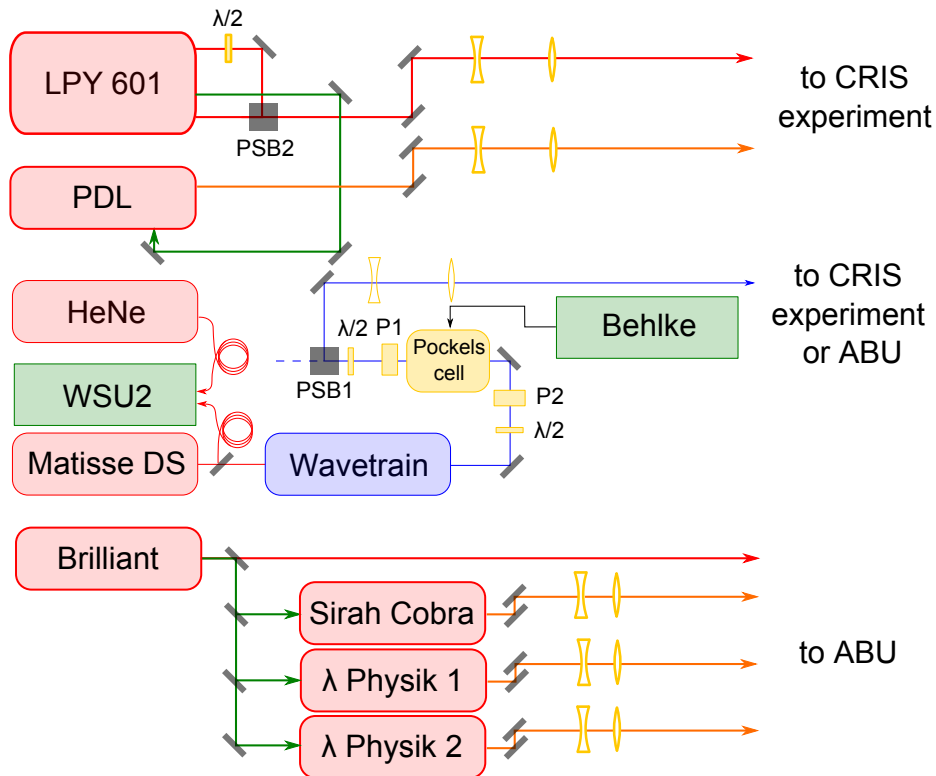 λ/2
LPY 601
PSB2
to CRIS
experiment
PDL
HeNe
to CRIS
experiment
or ABU
Behlke
λ/2
P1
Pockels
cell
PSB1
WSU2
P2
λ/2
Matisse DS
Wavetrain
Brilliant
Sirah Cobra
to ABU
λ Physik 1
λ Physik 2